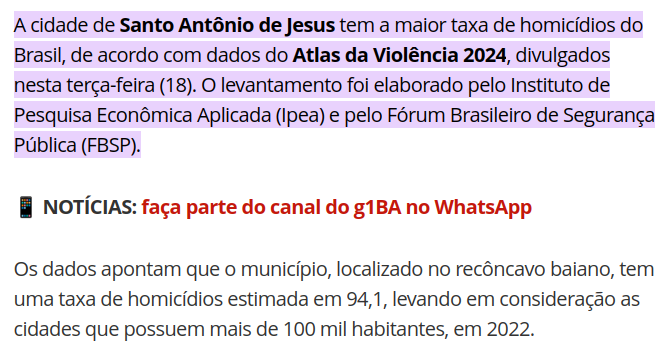 A cidade de Santo Antônio de Jesus tem a maior taxa de homicídios do
Brasil, de acordo com dados do Atlas da Violência 2024, divulgados
nesta terça-feira (18). O levantamento foi elaborado pelo Instituto de
Pesquisa Econômica Aplicada (Ipea) e pelo Fórum Brasileiro de Segurança
Pública (FBSP).
📱 NOTÍCIAS: faça parte do canal do g1BA no WhatsApp
Os dados apontam que o município, localizado no recôncavo baiano, tem
uma taxa de homicídios estimada em 94,1, levando em consideração as
cidades que possuem mais de 100 mil habitantes, em 2022.